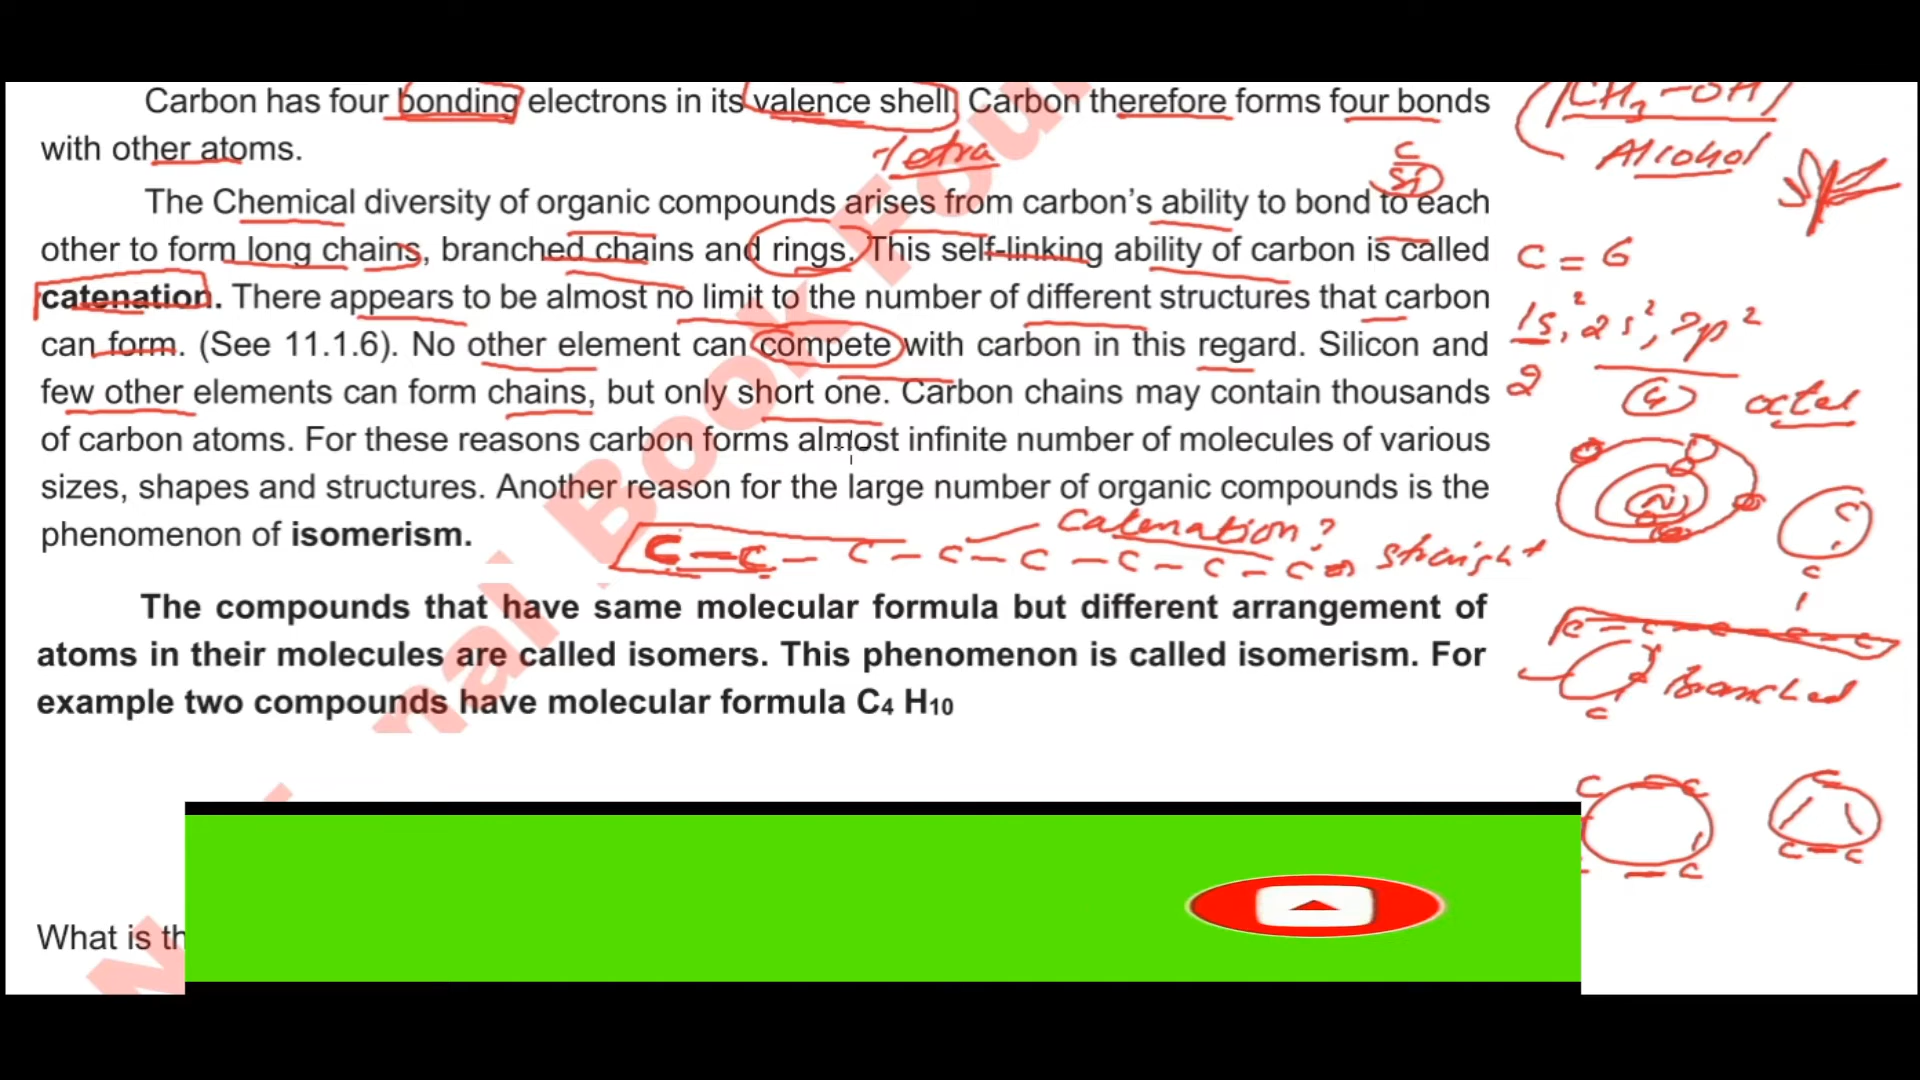 Carbon has four bonding electrons in its valence shell. Carbon therefore forms four bonds
with other atoms.
The Chemical diversity of organic compounds arises from carbon's ability to bond to each
other to form long chains, branched chains and rings. This self-linking ability of carbon is called
catenation. There appears to be almost no limit to the number of different structures that carbon
can form. (See 11.1.6). No other element can compete with carbon in this regard. Silicon and
few other elements can form chains, but only short one. Carbon chains may contain thousands
of carbon atoms. For these reasons carbon forms almost infinite number of molecules of various
sizes, shapes and structures. Another reason for the large number of organic compounds is the
phenomenon of isomerism.
The compounds that have same molecular formula but different arrangement of
atoms in their molecules are called isomers. This phenomenon is called isomerism. For
example two compounds have molecular formula C₄ H₁₀
What is th
nal Book Foun
Tetra
C
Si
CH₃-OH
Alcohol
C = 6
1s², 2s², 2p²
2
4
octet
N
Catenation?
C-C-C-C-C-C-C-C
straight
C
C-C-C-C-C
Branched
C
C C
C
C
C-C